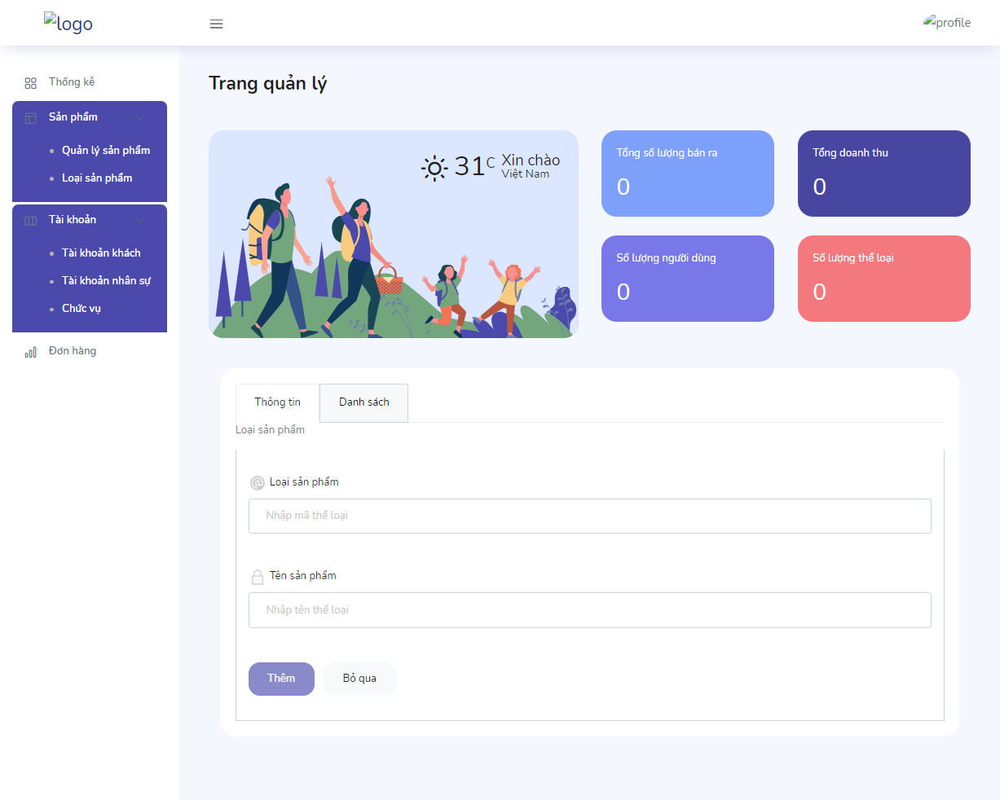 logo
profile
Thống kê
Sản phẩm
Quản lý sản phẩm
Loại sản phẩm
Tài khoản
Tài khoản khách
Tài khoản nhân sự
Chức vụ
Đơn hàng
Trang quản lý
31C
Xin chào
Việt Nam
Tổng số lượng bán ra
0
Tổng doanh thu
0
Số lượng người dùng
0
Số lượng thể loại
0
Thông tin
Danh sách
Loại sản phẩm
@ Loại sản phẩm
Nhập mã thể loại
Tên sản phẩm
Nhập tên thể loại
Thêm
Bỏ qua